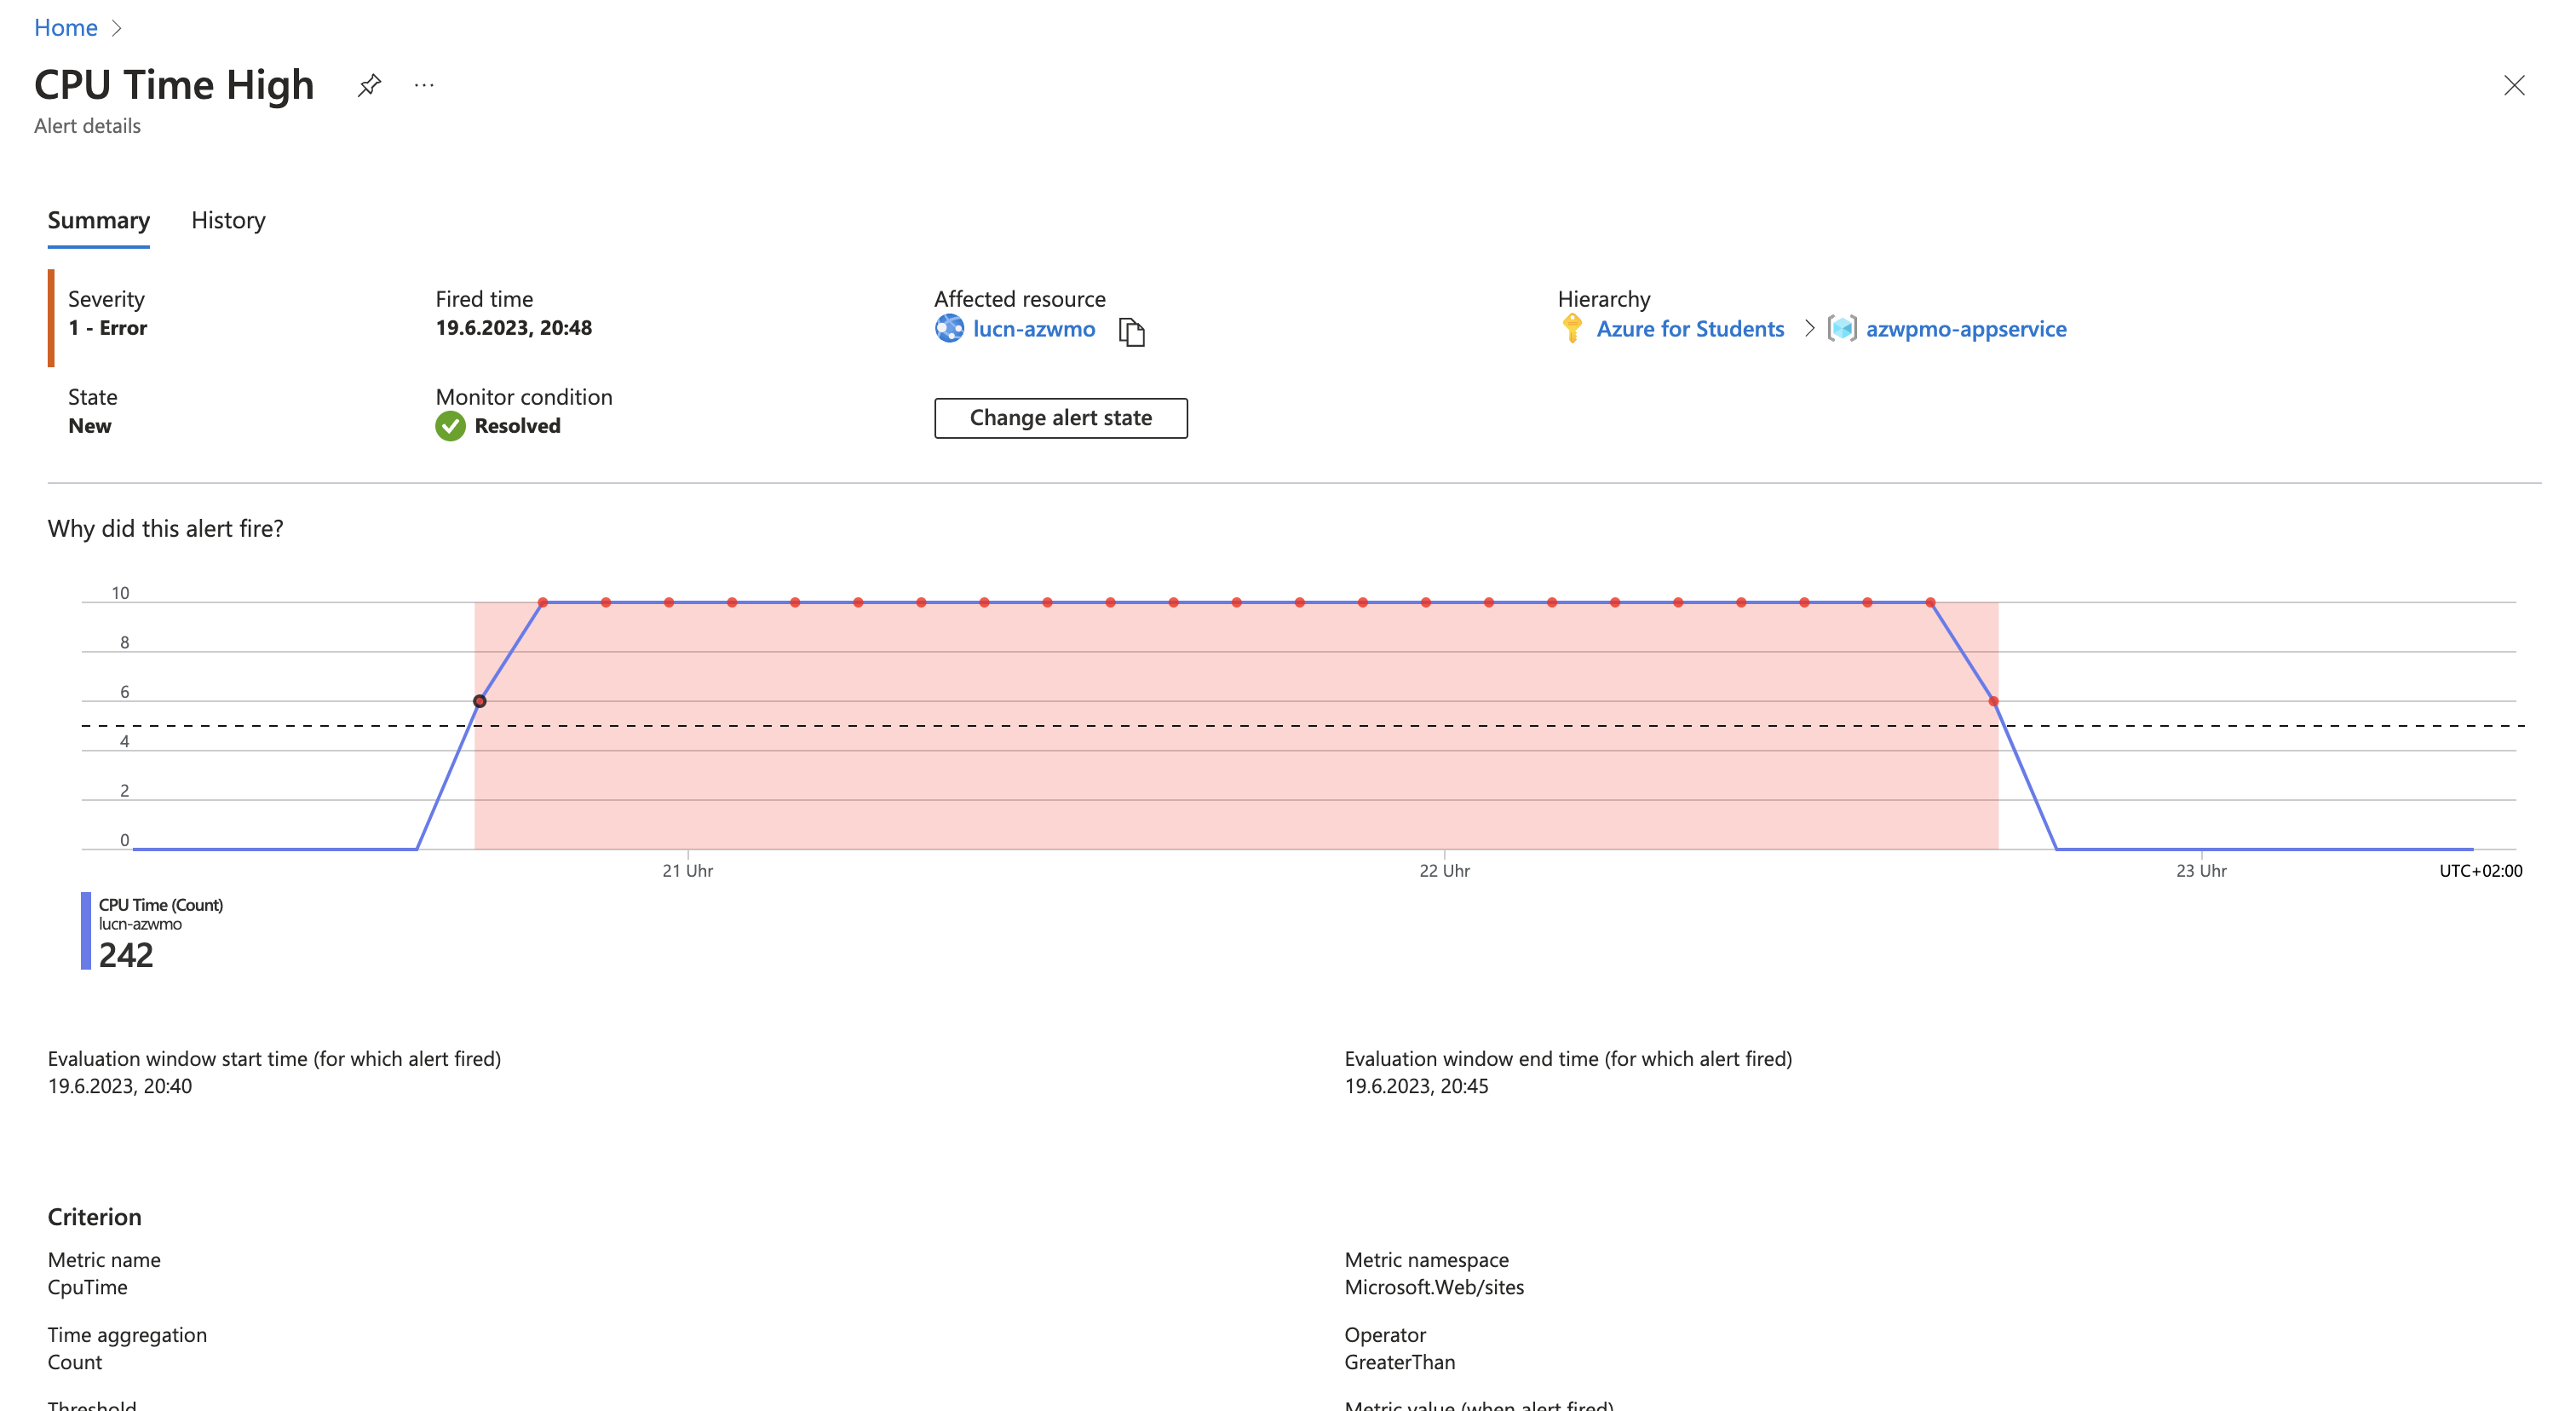 Home
CPU Time High
Alert details
Summary History
Severity
1 - Error
Fired time
19.6.2023, 20:48
Affected resource
lucn-azwmo
Hierarchy
Azure for Students > azwpmo-appservice
State
New
Monitor condition
Resolved
Change alert state
Why did this alert fire?
10
8
6
4
2
0
21 Uhr 22 Uhr 23 Uhr UTC+02:00
CPU Time (Count)
lucn-azwmo
242
Evaluation window start time (for which alert fired)
19.6.2023, 20:40
Evaluation window end time (for which alert fired)
19.6.2023, 20:45
Criterion
Metric name
CpuTime
Metric namespace
Microsoft.Web/sites
Time aggregation
Count
Operator
GreaterThan
Threshold
Metric value (when alert fired)